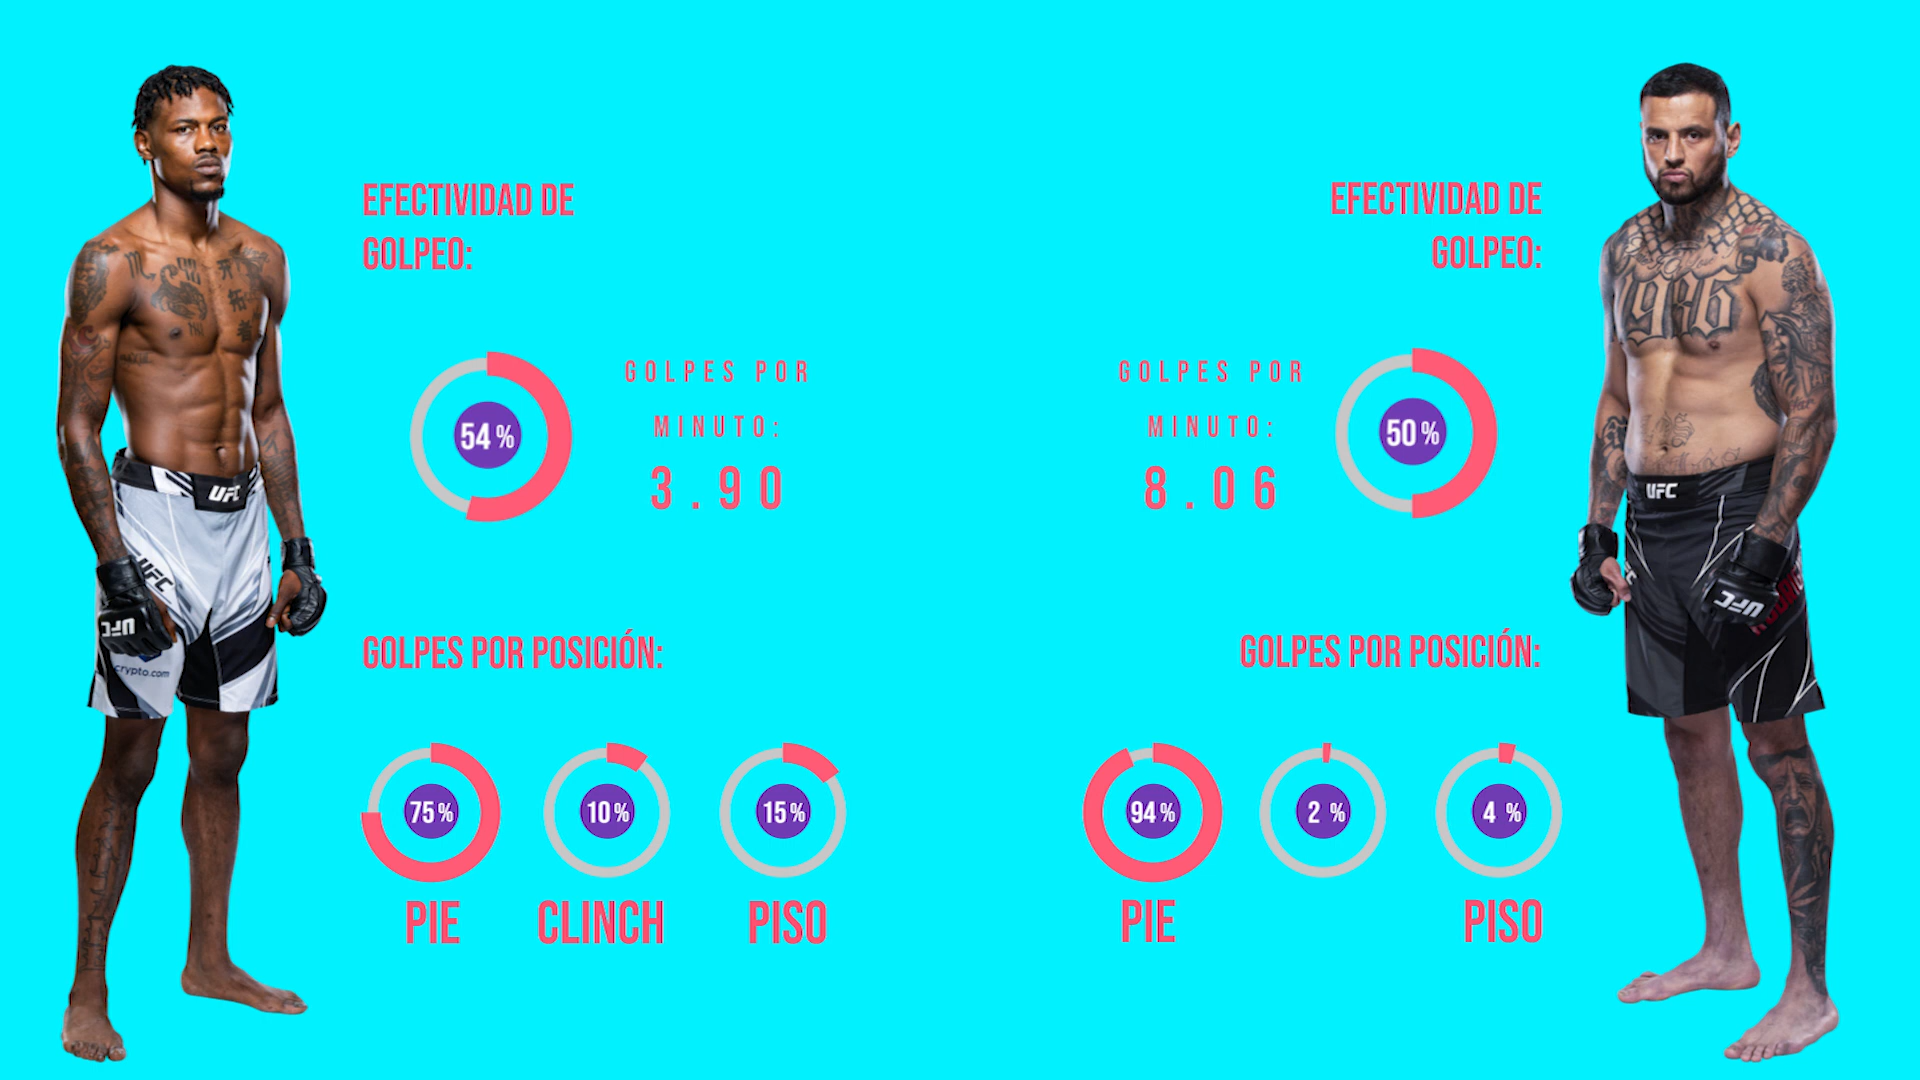 EFECTIVIDAD DE
GOLPEO:
54 %
GOLPES POR
MINUTO:
3.90
GOLPES POR POSICIÓN:
75 %
10 %
15 %
PIE
CLINCH
PISO
UFC
UFC
UFC
crypto.com
EFECTIVIDAD DE
GOLPEO:
GOLPES POR
MINUTO:
8.06
50 %
GOLPES POR POSICIÓN:
94 %
2 %
4 %
PIE
PISO
UFC
UFC
1936